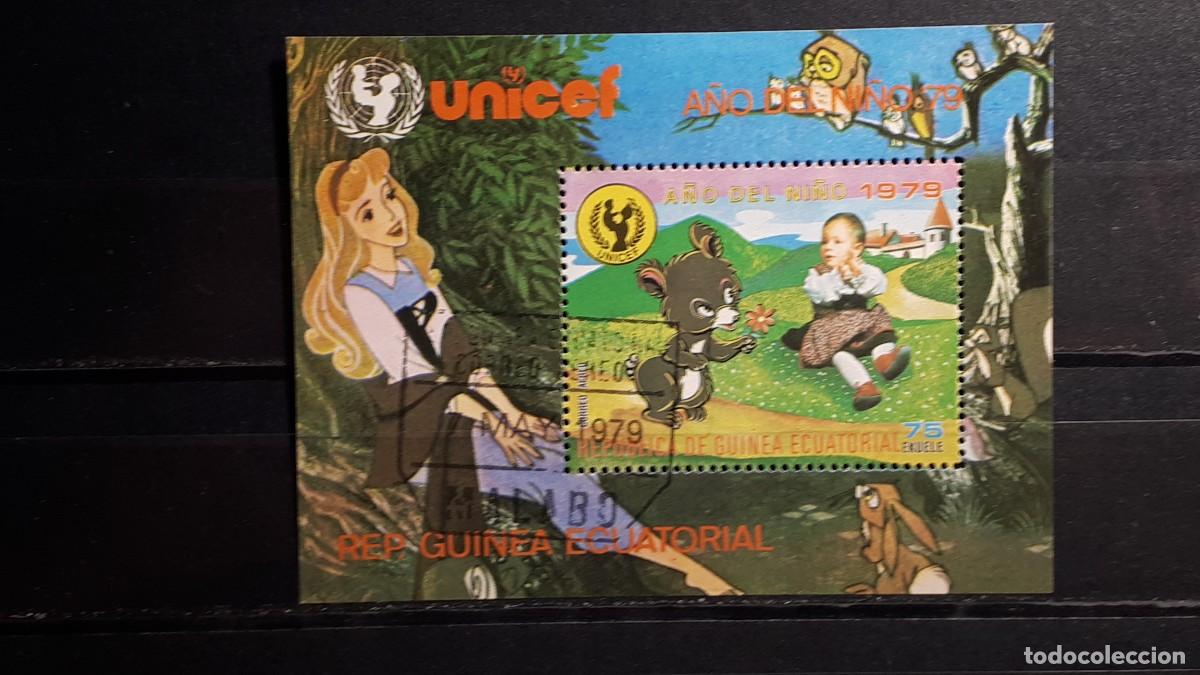 unicef
AÑO DEL NIÑO 79
AÑO DEL NIÑO 1979
UNICEF
CORREO AEREO
75
EKUELE
REPUBLICA DE GUINEA ECUATORIAL
MAY 1979
MALABO
REP GUINEA ECUATORIAL
todocoleccion